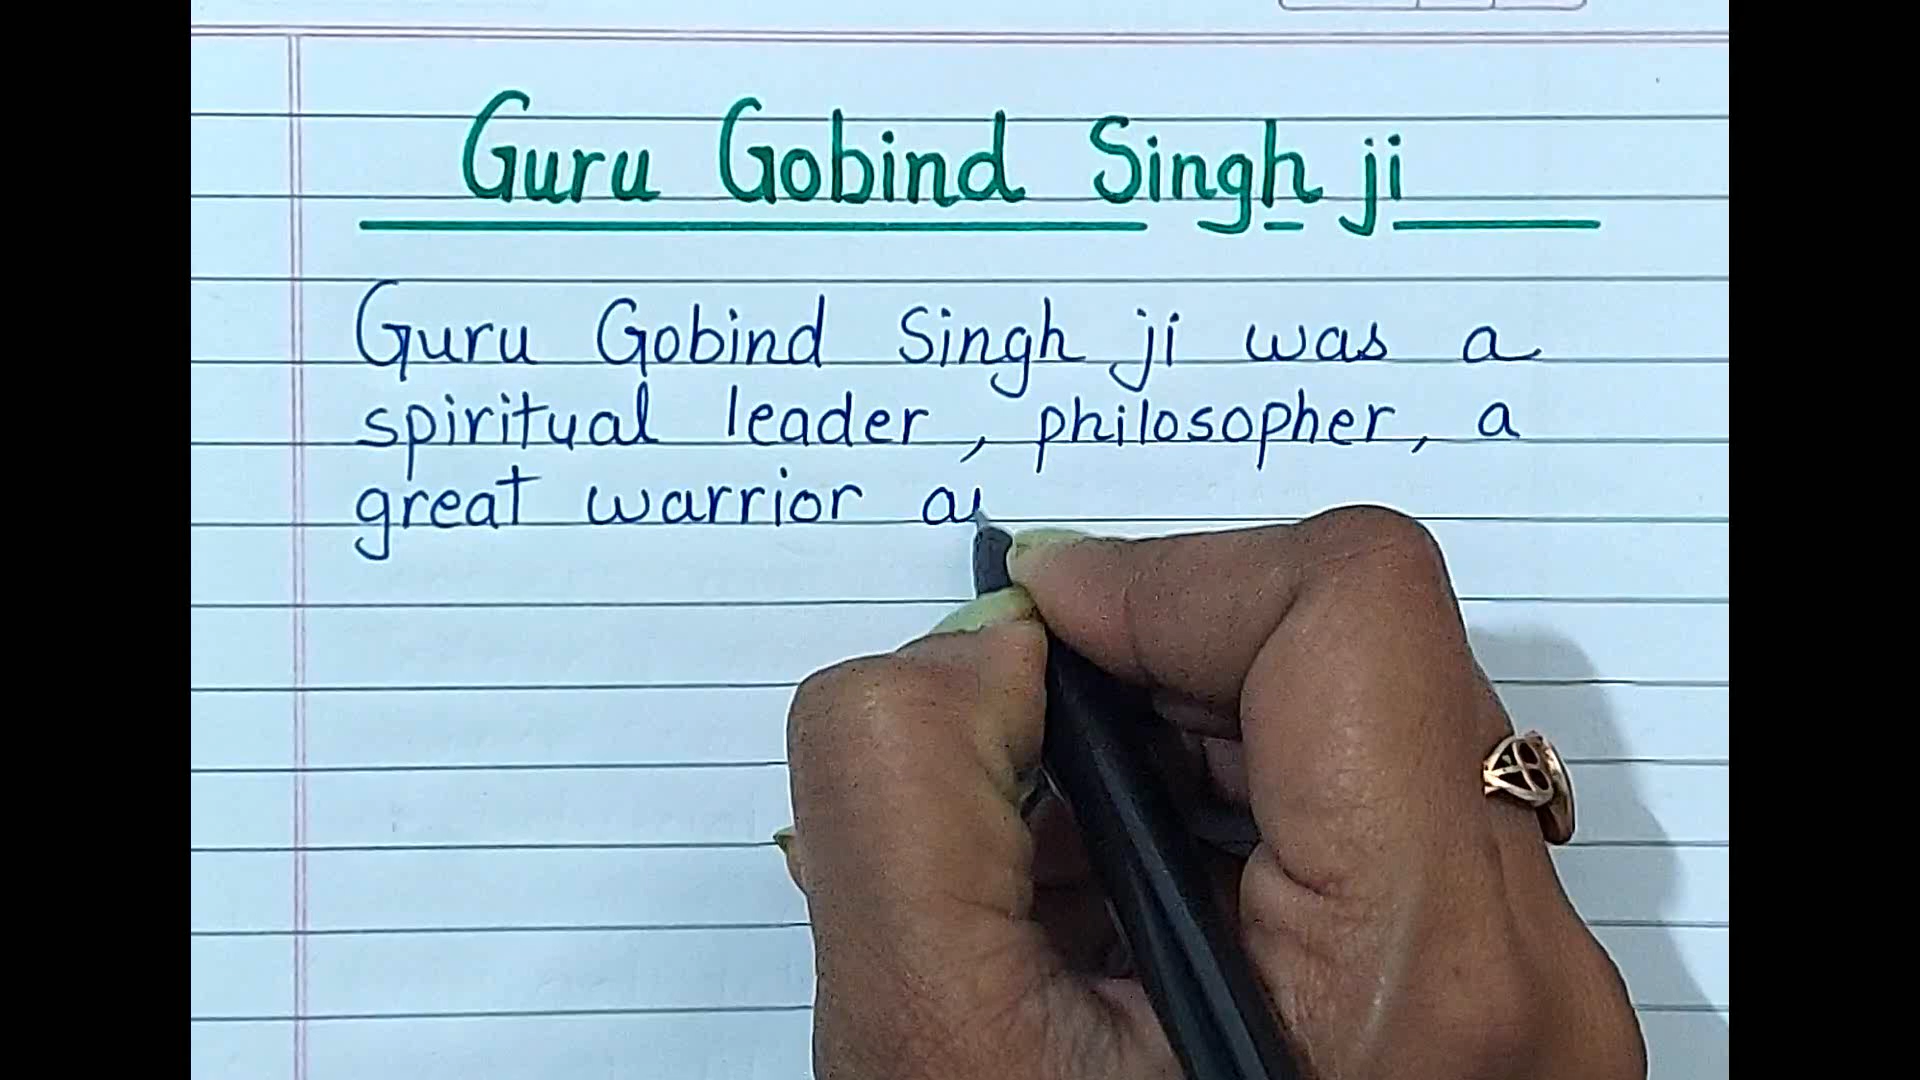 Guru Gobind Singh ji
Guru Gobind Singh ji was a
spiritual leader, philosopher, a
great warrior